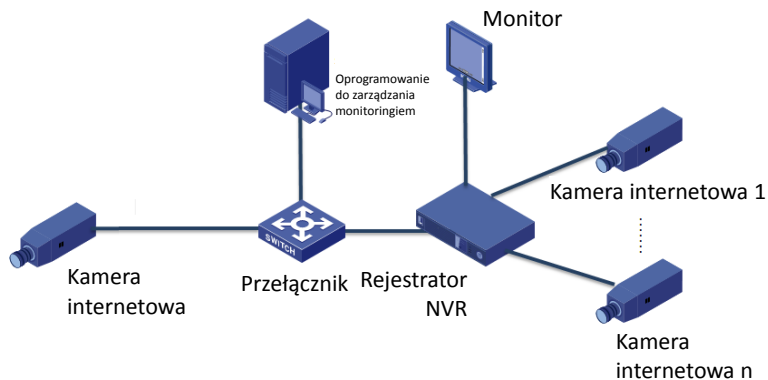 Monitor
Oprogramowanie
do zarządzania
monitoringiem
Kamera internetowa 1
SWITCH
Kamera
internetowa
Przełącznik
Rejestrator
NVR
Kamera
internetowa n